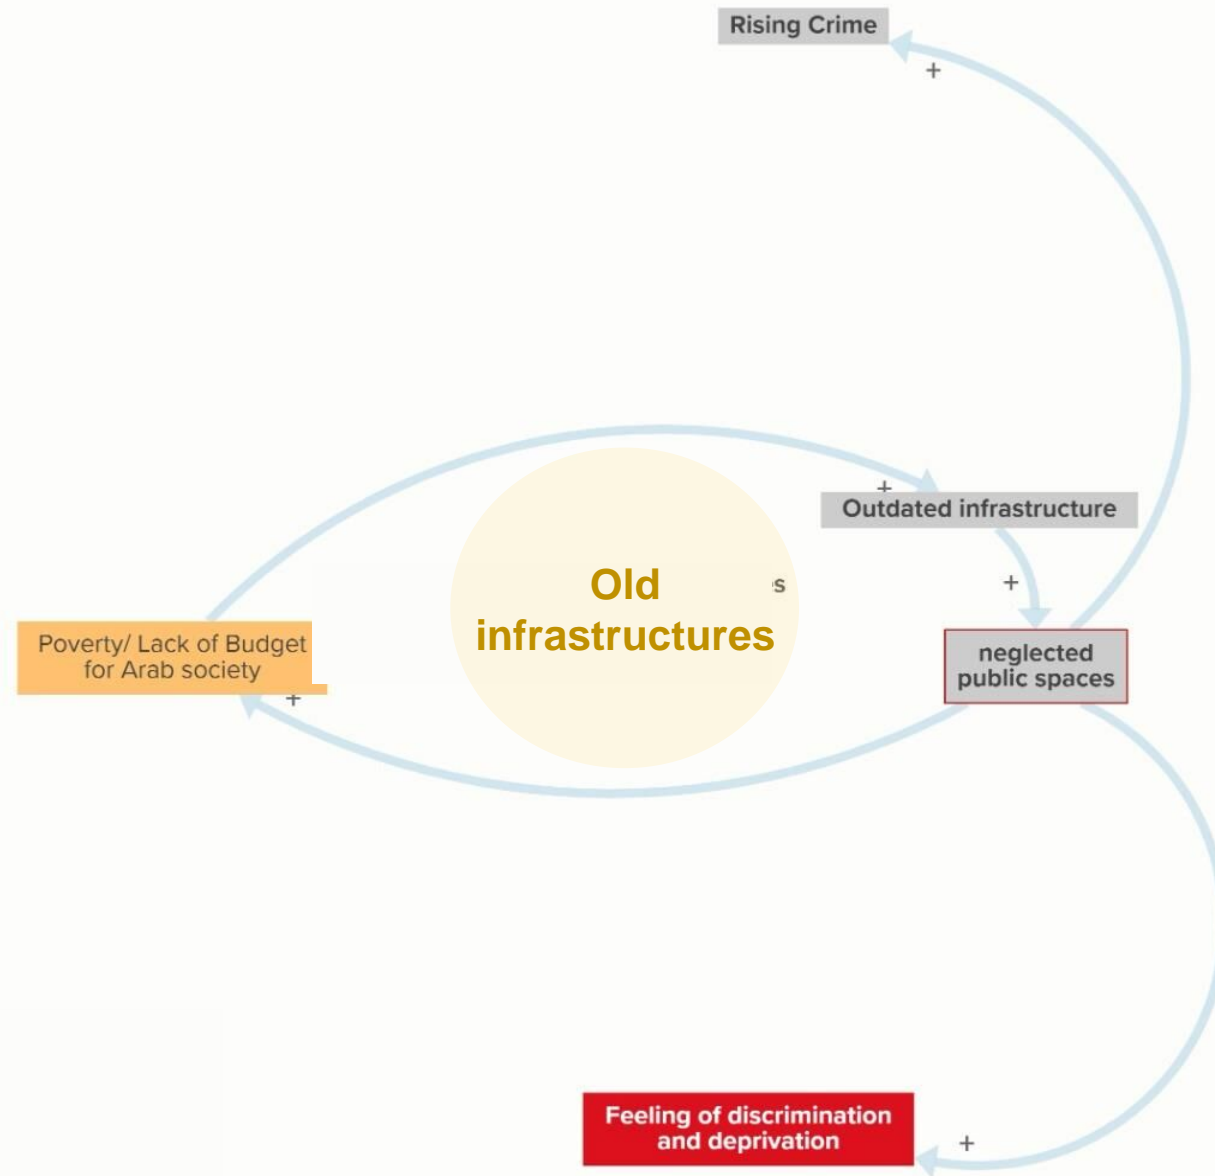 Rising Crime
+
+
Outdated infrastructure
Old
infrastructures
s
+
Poverty/ Lack of Budget
for Arab society
+
neglected
public spaces
Feeling of discrimination
and deprivation
+